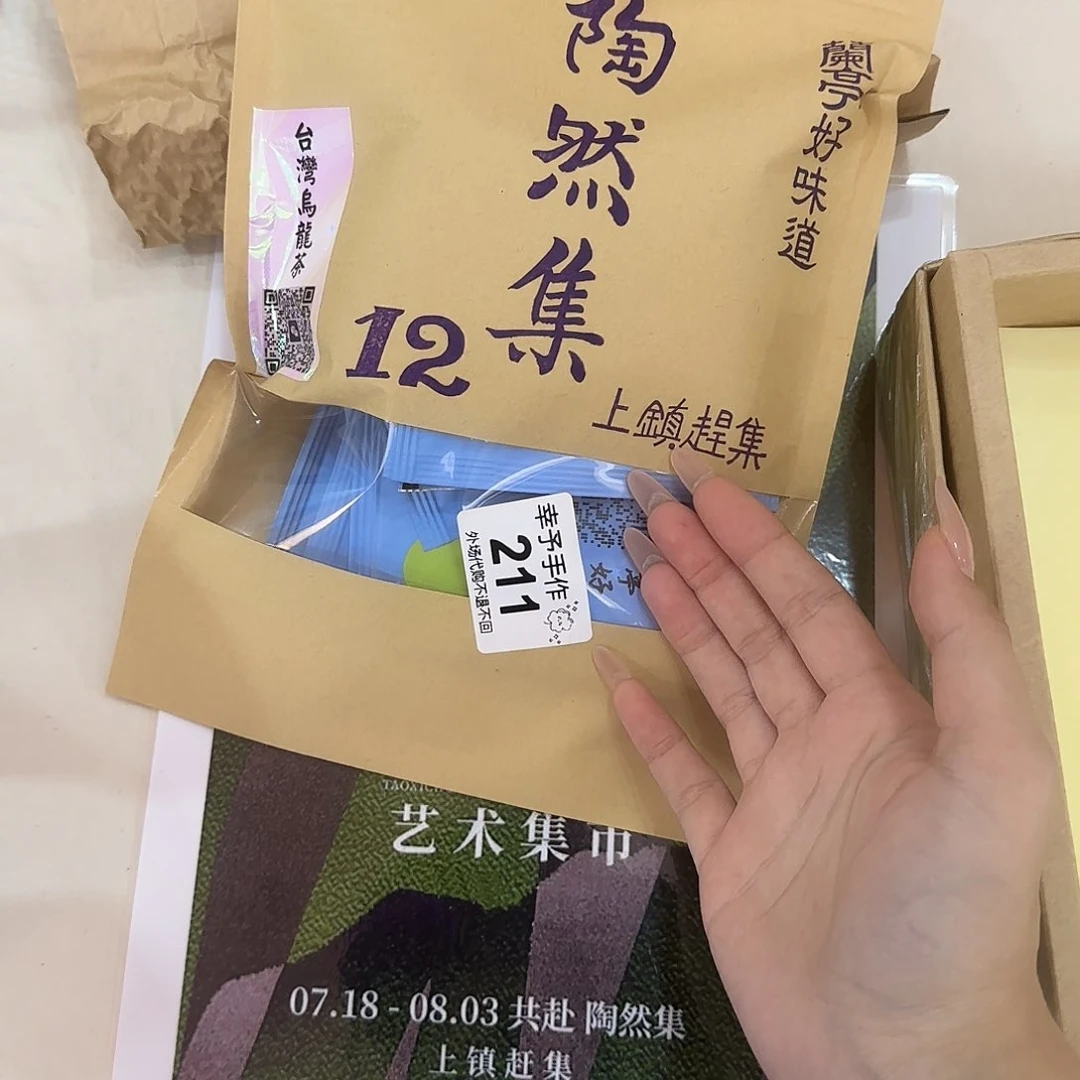 陶然集
蘭亭好味道
台灣烏龍茶
12
上鎮趕集
幸予手作
211
外场代购不退不回
亭好
艺术集市
07.18 - 08.03 共赴 陶然集
上镇赶集